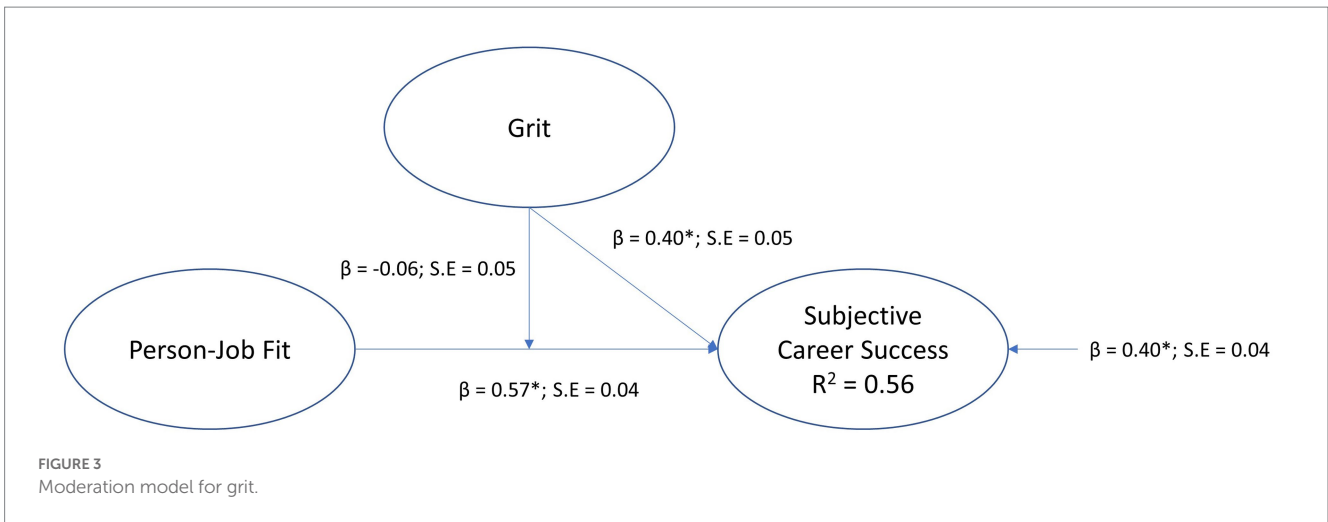 Grit
β = 0.40*; S.E = 0.05
β = -0.06; S.E = 0.05
Person-Job Fit
Subjective
Career Success
R² = 0.56
β = 0.40*; S.E = 0.04
β = 0.57*; S.E = 0.04
FIGURE 3
Moderation model for grit.